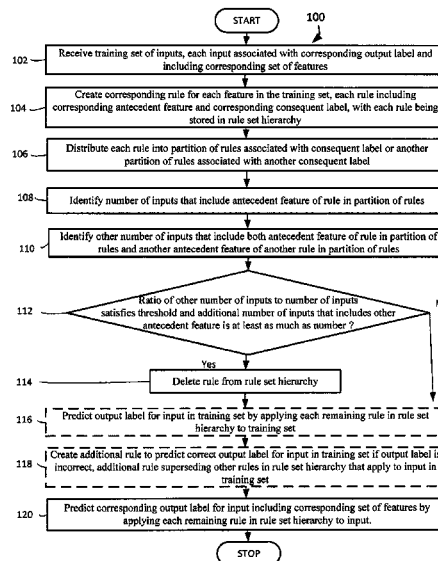 START
100
102
Receive training set of inputs, each input associated with corresponding output label and
including corresponding set of features
104
Create corresponding rule for each feature in the training set, each rule including
corresponding antecedent feature and corresponding consequent label, with each rule being
stored in rule set hierarchy
106
Distribute each rule into partition of rules associated with consequent label or another
partition of rules associated with another consequent label
108
Identify number of inputs that include antecedent feature of rule in partition of rules
110
Identify other number of inputs that include both antecedent feature of rule in partition of
rules and another antecedent feature of another rule in partition of rules
112
Ratio of other number of inputs to number of inputs
satisfies threshold and additional number of inputs that includes other
antecedent feature is at least as much as number ?
Yes
114
Delete rule from rule set hierarchy
116
Predict output label for input in training set by applying each remaining rule in rule set
hierarchy to training set
118
Create additional rule to predict correct output label for input in training set if output label is
incorrect, additional rule superseding other rules in rule set hierarchy that apply to input in
training set
120
Predict corresponding output label for input including corresponding set of features by
applying each remaining rule in rule set hierarchy to input.
STOP